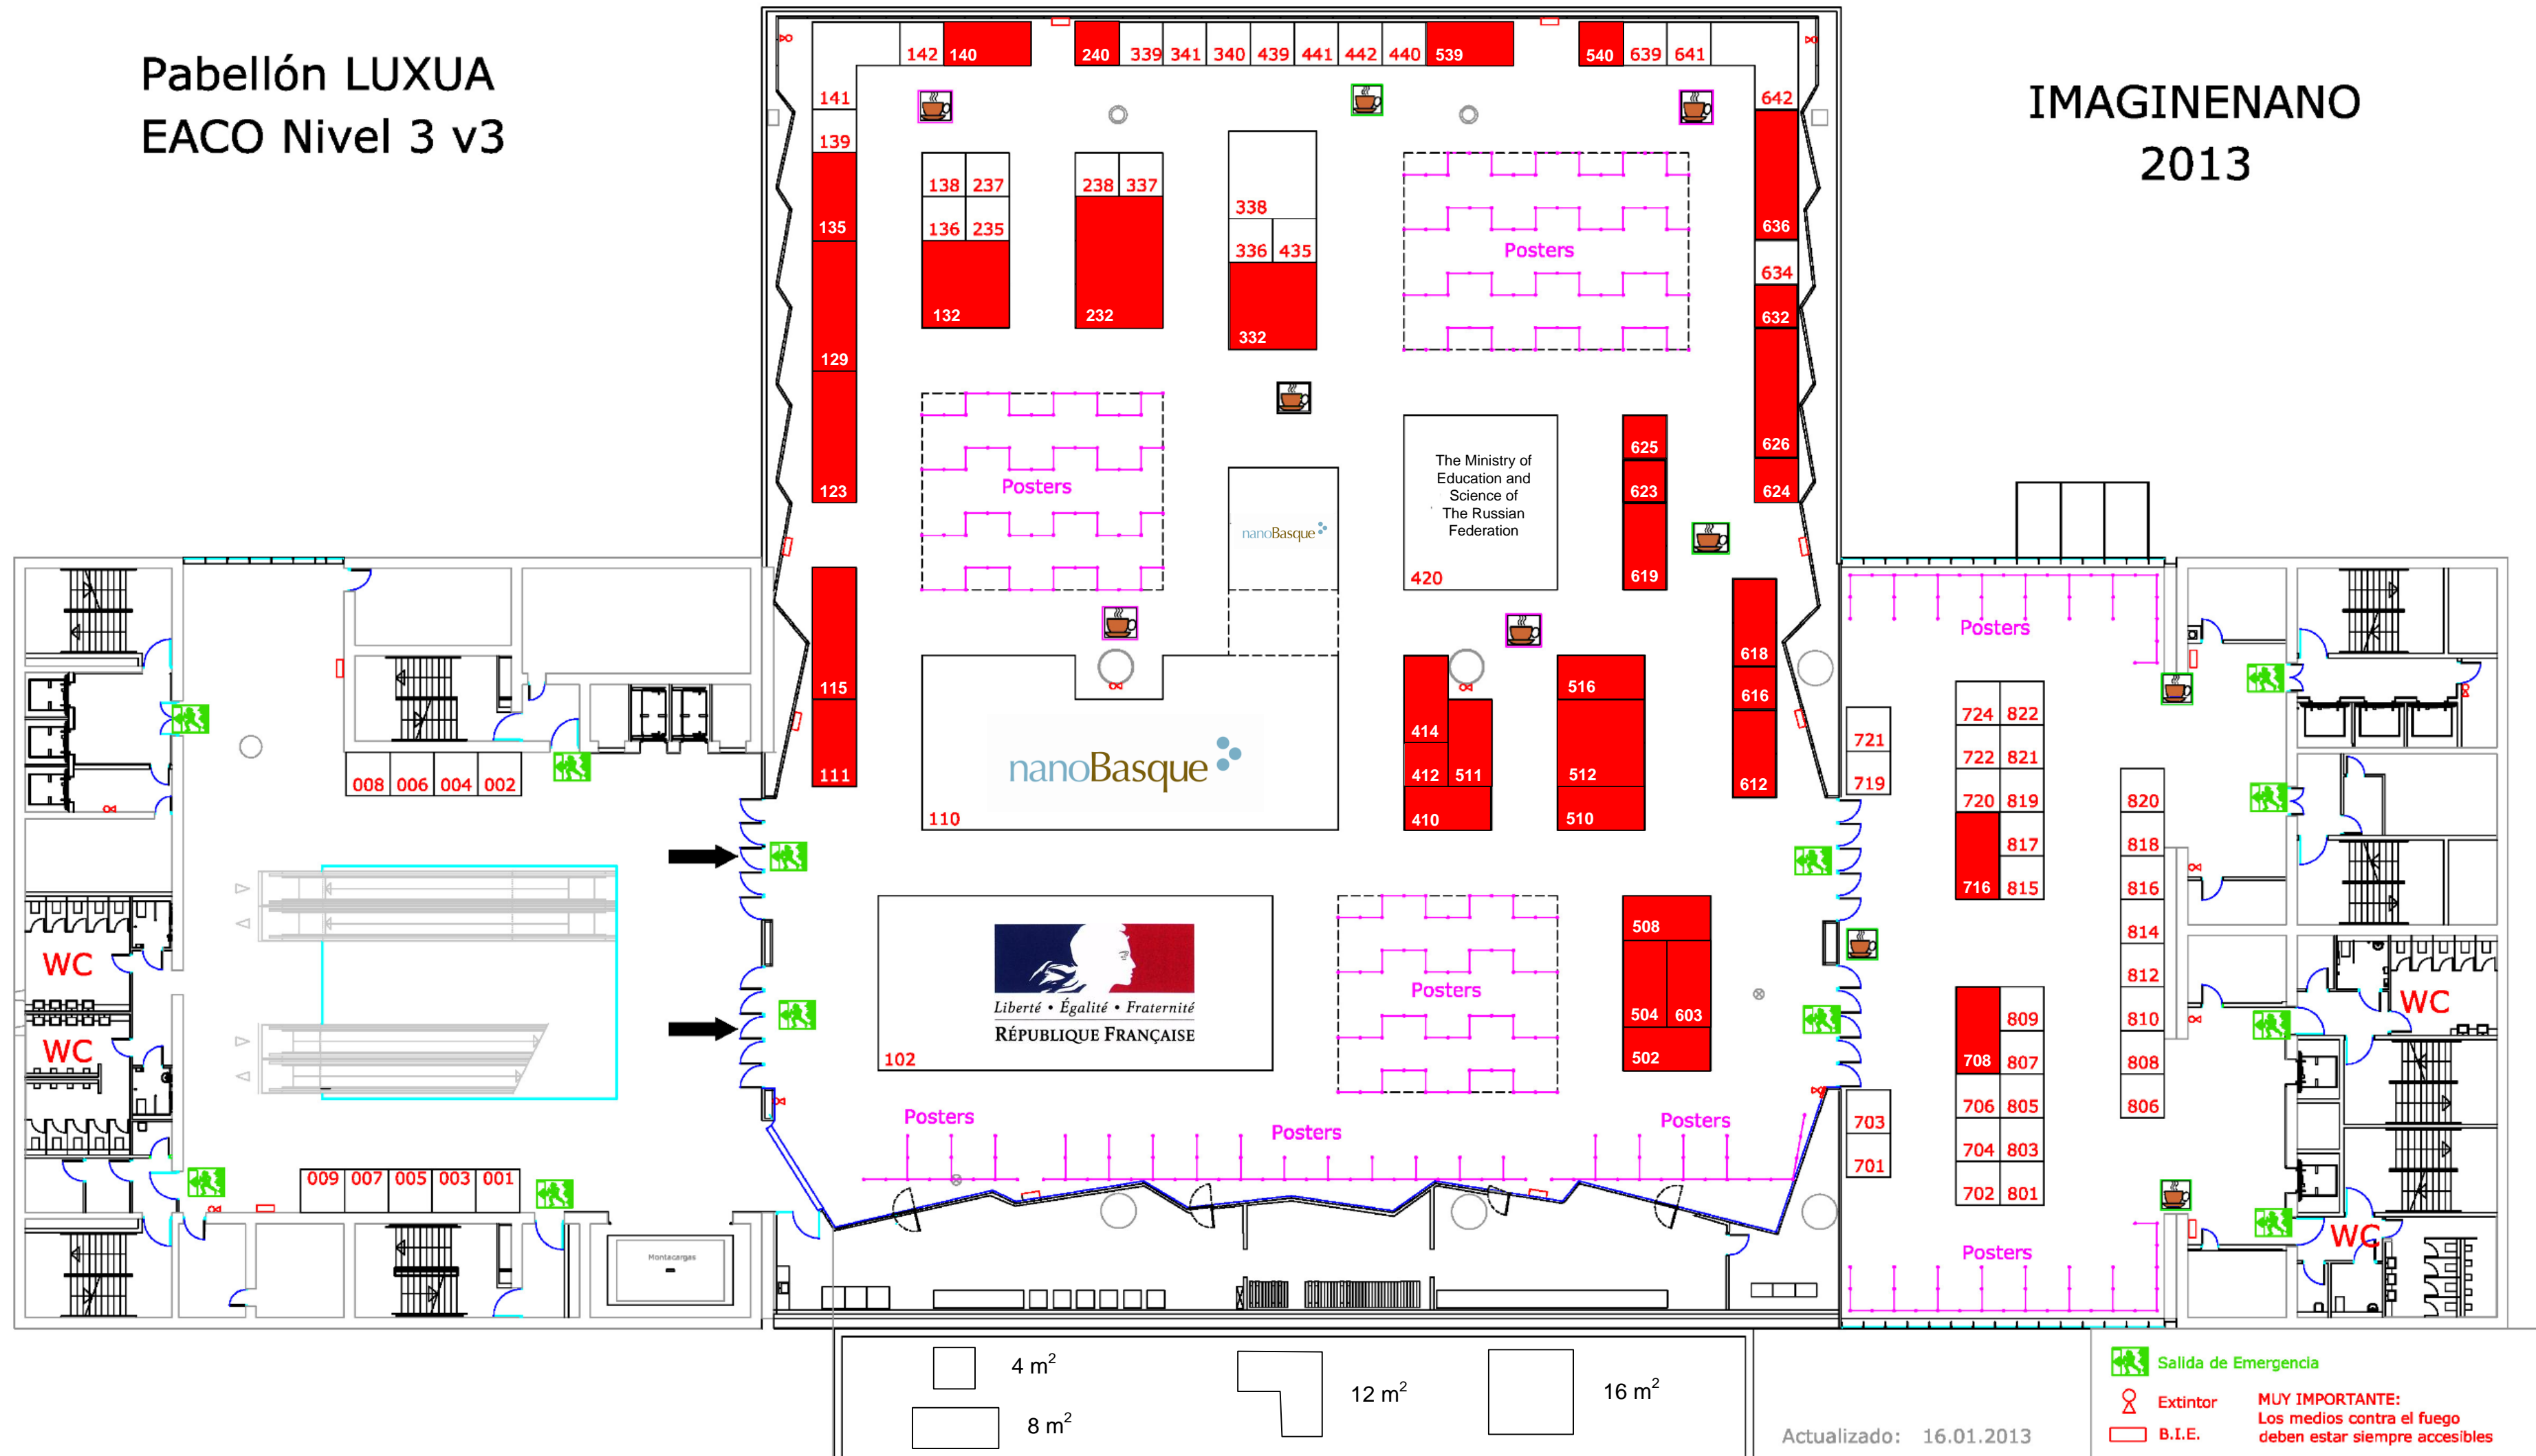 Pabellón LUXUA
EACO Nivel 3 v3
IMAGINENANO
2013
142 140 240 339 341 340 439 441 442 440 539 540 639 641
141
642
139
138 237 238 337
338
136 235
135
336 435
Posters
636
634
132 232
332
632
129
625
626
The Ministry of
Education and
Science of
The Russian
Federation
123
Posters
623
624
nanoBasque
420
619
Posters
618
115
516
616
724 822
414
721
722 821
nanoBasque
111
412 511
512
612
719
008 006 004 002
720 819
820
110
410
510
817
818
716 815
816
508
814
WC
812
WC
Posters
Liberté • Égalité • Fraternité
RÉPUBLIQUE FRANÇAISE
504 603
809
810
WC
102
502
708 807
808
706 805
806
Posters
Posters
Posters
703
704 803
701
009 007 005 003 001
702 801
WC
Posters
Montacargas
4 m²
8 m²
12 m²
16 m²
Actualizado: 16.01.2013
Salida de Emergencia
Extintor
B.I.E.
MUY IMPORTANTE:
Los medios contra el fuego
deben estar siempre accesibles